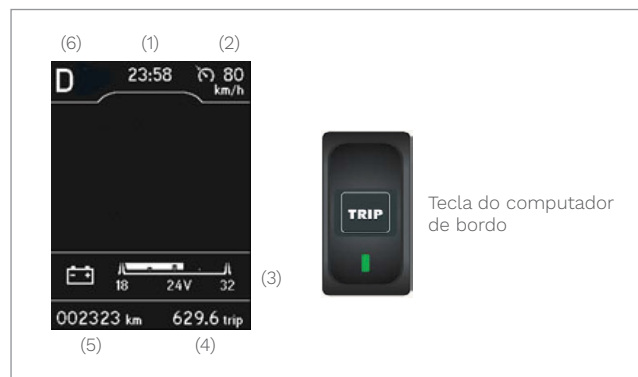 (6) (1) (2)
D 23:58 80
km/h
TRIP
Tecla do computador
de bordo
(3)
18 24V 32
002323 km 629.6 trip
(5) (4)